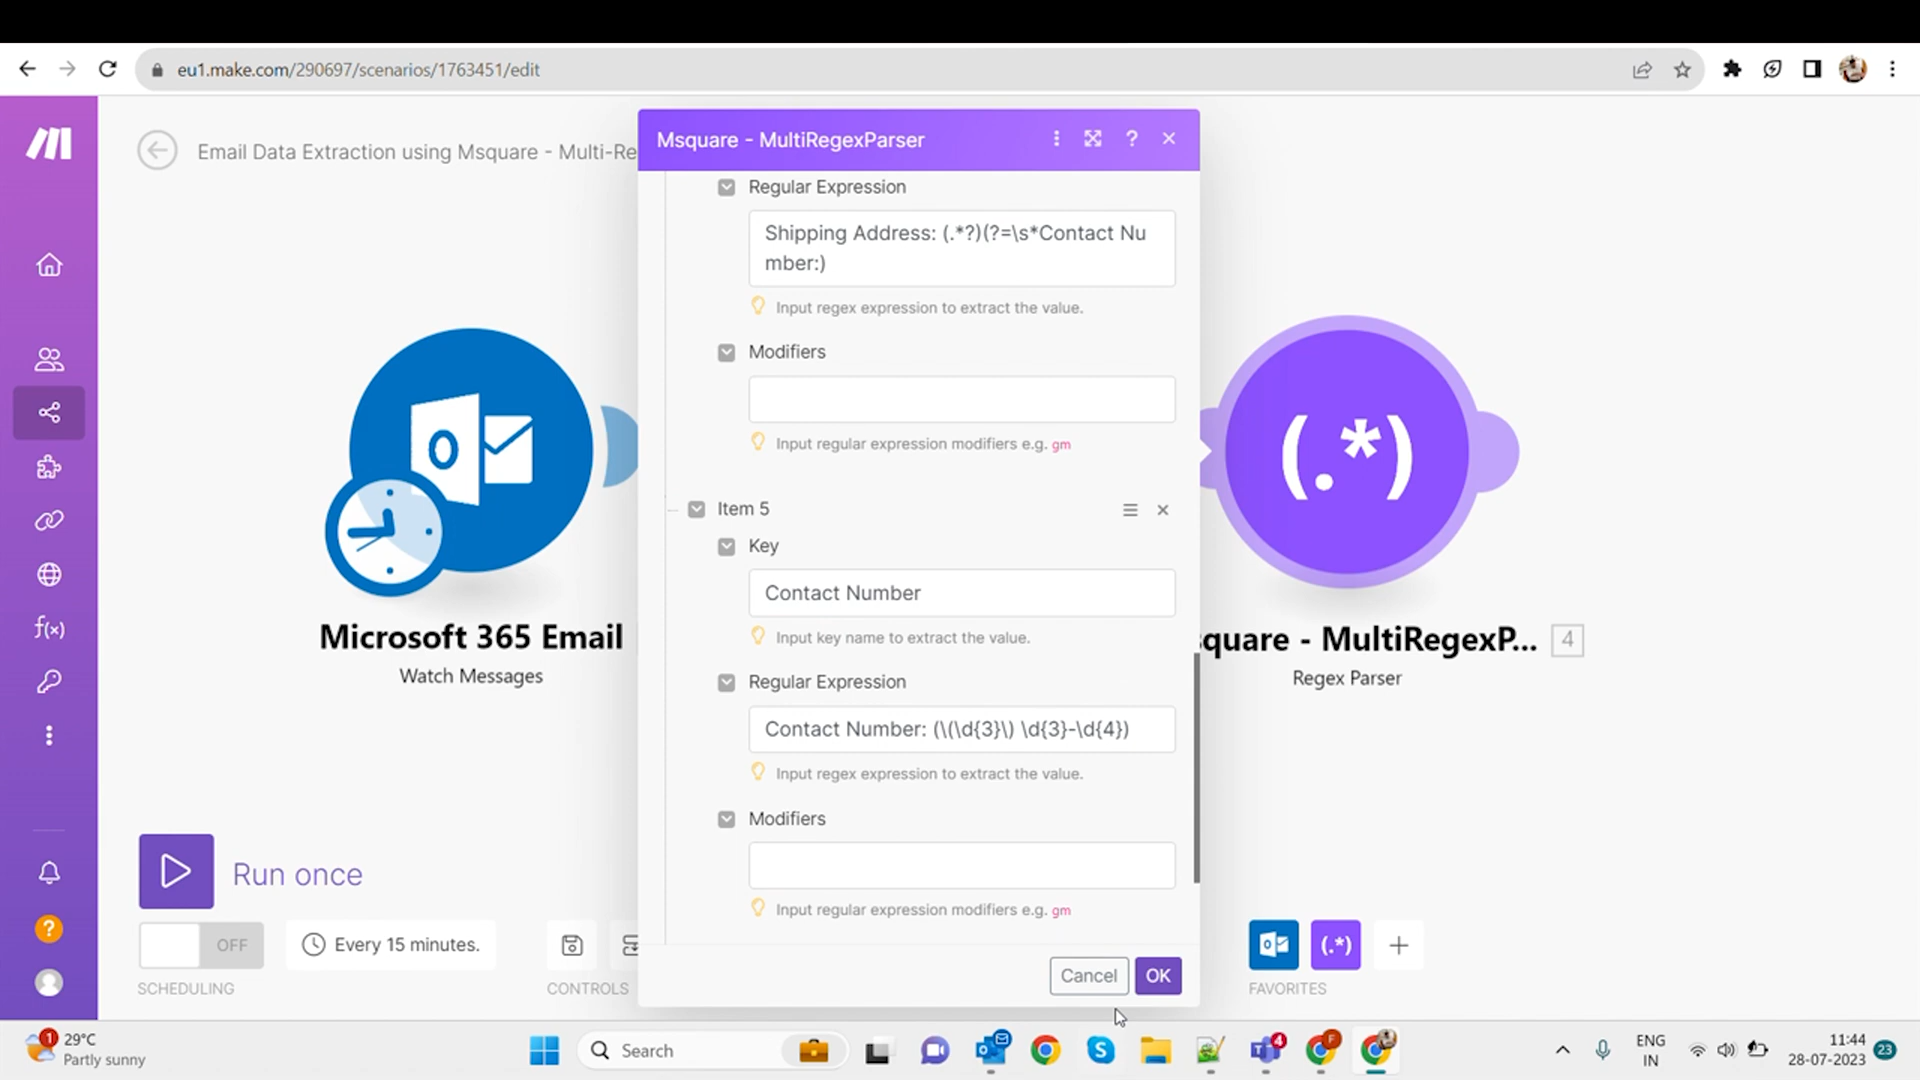 eu1.make.com/290697/scenarios/1763451/edit
Email Data Extraction using Msquare - Multi-Re
Msquare - MultiRegexParser
?
Regular Expression
Shipping Address: (.*?)(?=\s*Contact Nu
mber:)
Input regex expression to extract the value.
Modifiers
Input regular expression modifiers e.g. gm
Item 5
Key
Contact Number
Input key name to extract the value.
Regular Expression
Contact Number: (\(\d{3}\) \d{3}-\d{4})
Input regex expression to extract the value.
Modifiers
Input regular expression modifiers e.g. gm
Cancel
OK
Microsoft 365 Email
Watch Messages
(.*)
square - MultiRegexP...
4
Regex Parser
f(x)
?
Run once
OFF
Every 15 minutes.
SCHEDULING
CONTROLS
(.*)
FAVORITES
1
29°C
Partly sunny
Search
4
F
ENG
IN
11:44
28-07-2023
23